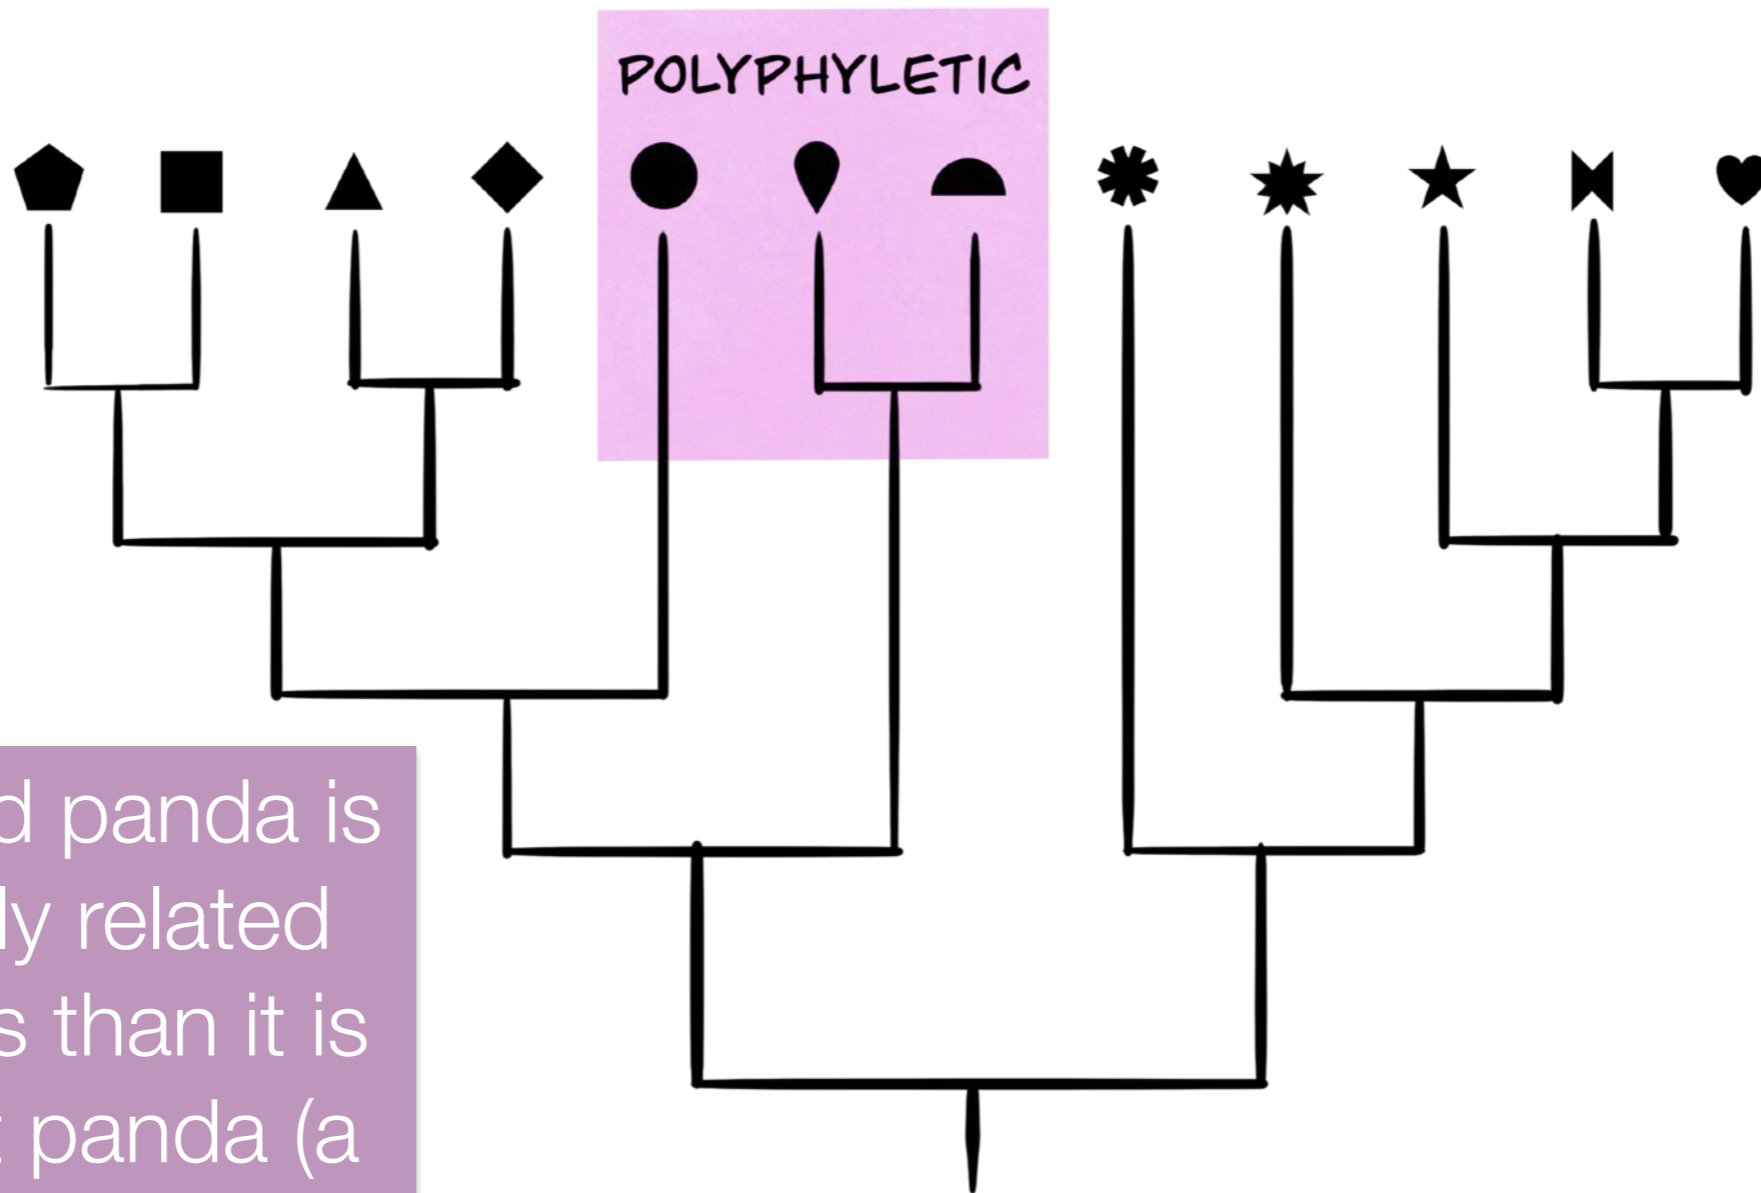 POLYPHYLETIC
d panda is
ly related
s than it is
t panda (a